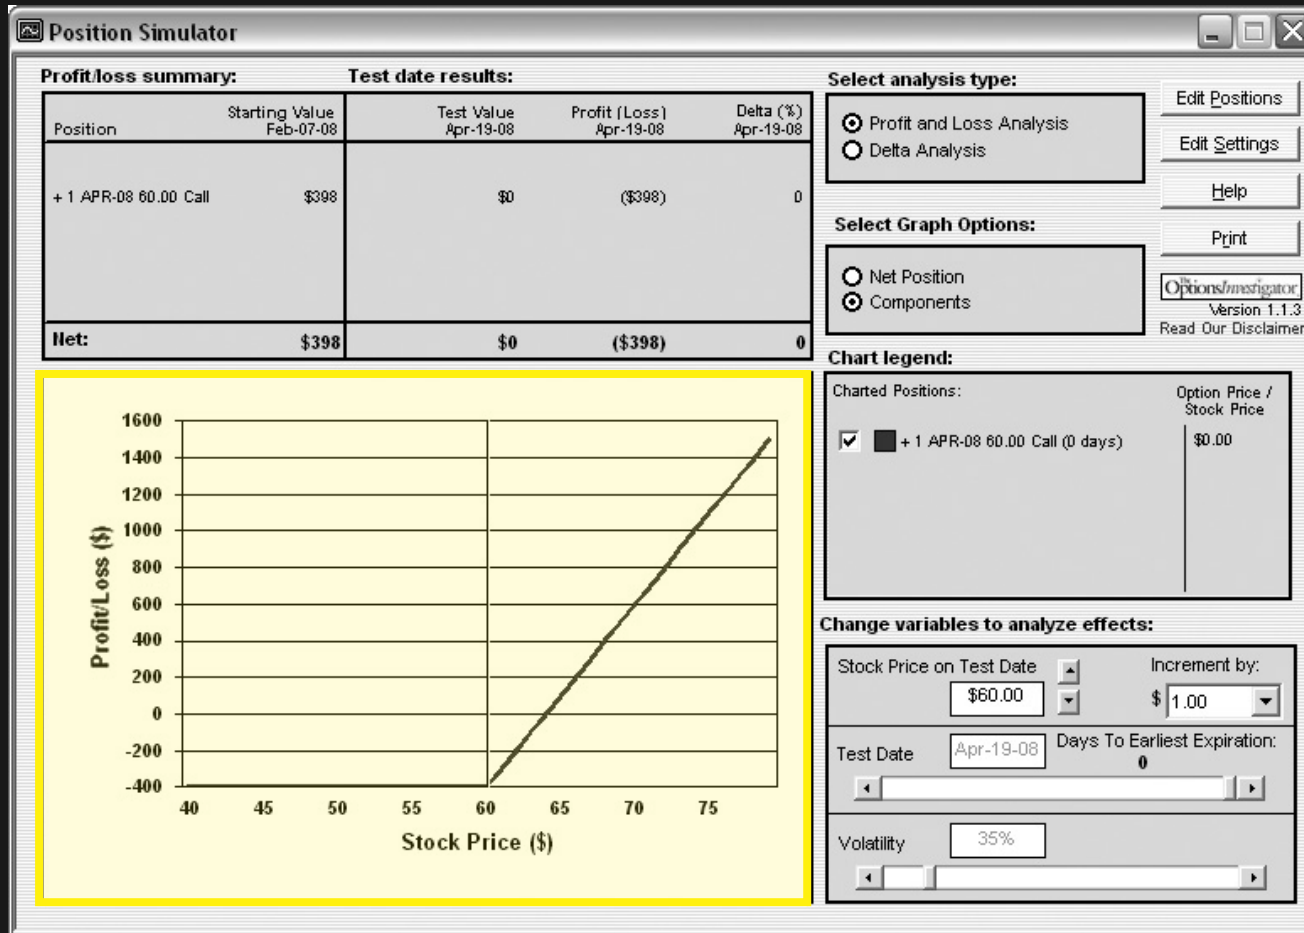 Position Simulator
Profit/loss summary: Test date results:
Position Starting Value Feb-07-08 Test Value Apr-19-08 Profit (Loss) Apr-19-08 Delta (%) Apr-19-08
+ 1 APR-08 60.00 Call $398 $0 ($398) 0
Net: $398 $0 ($398) 0
Select analysis type:
Profit and Loss Analysis
Delta Analysis
Select Graph Options:
Net Position
Components
Edit Positions
Edit Settings
Help
Print
The OptionsInvestigator
Version 1.1.3
Read Our Disclaimer
Chart legend:
Charted Positions:
Option Price /
Stock Price
+ 1 APR-08 60.00 Call (0 days) $0.00
Profit/Loss ($)
1600
1400
1200
1000
800
600
400
200
0
-200
-400
40 45 50 55 60 65 70 75
Stock Price ($)
Change variables to analyze effects:
Stock Price on Test Date Increment by:
$60.00 $ 1.00
Test Date Apr-19-08 Days To Earliest Expiration:
0
Volatility 35%